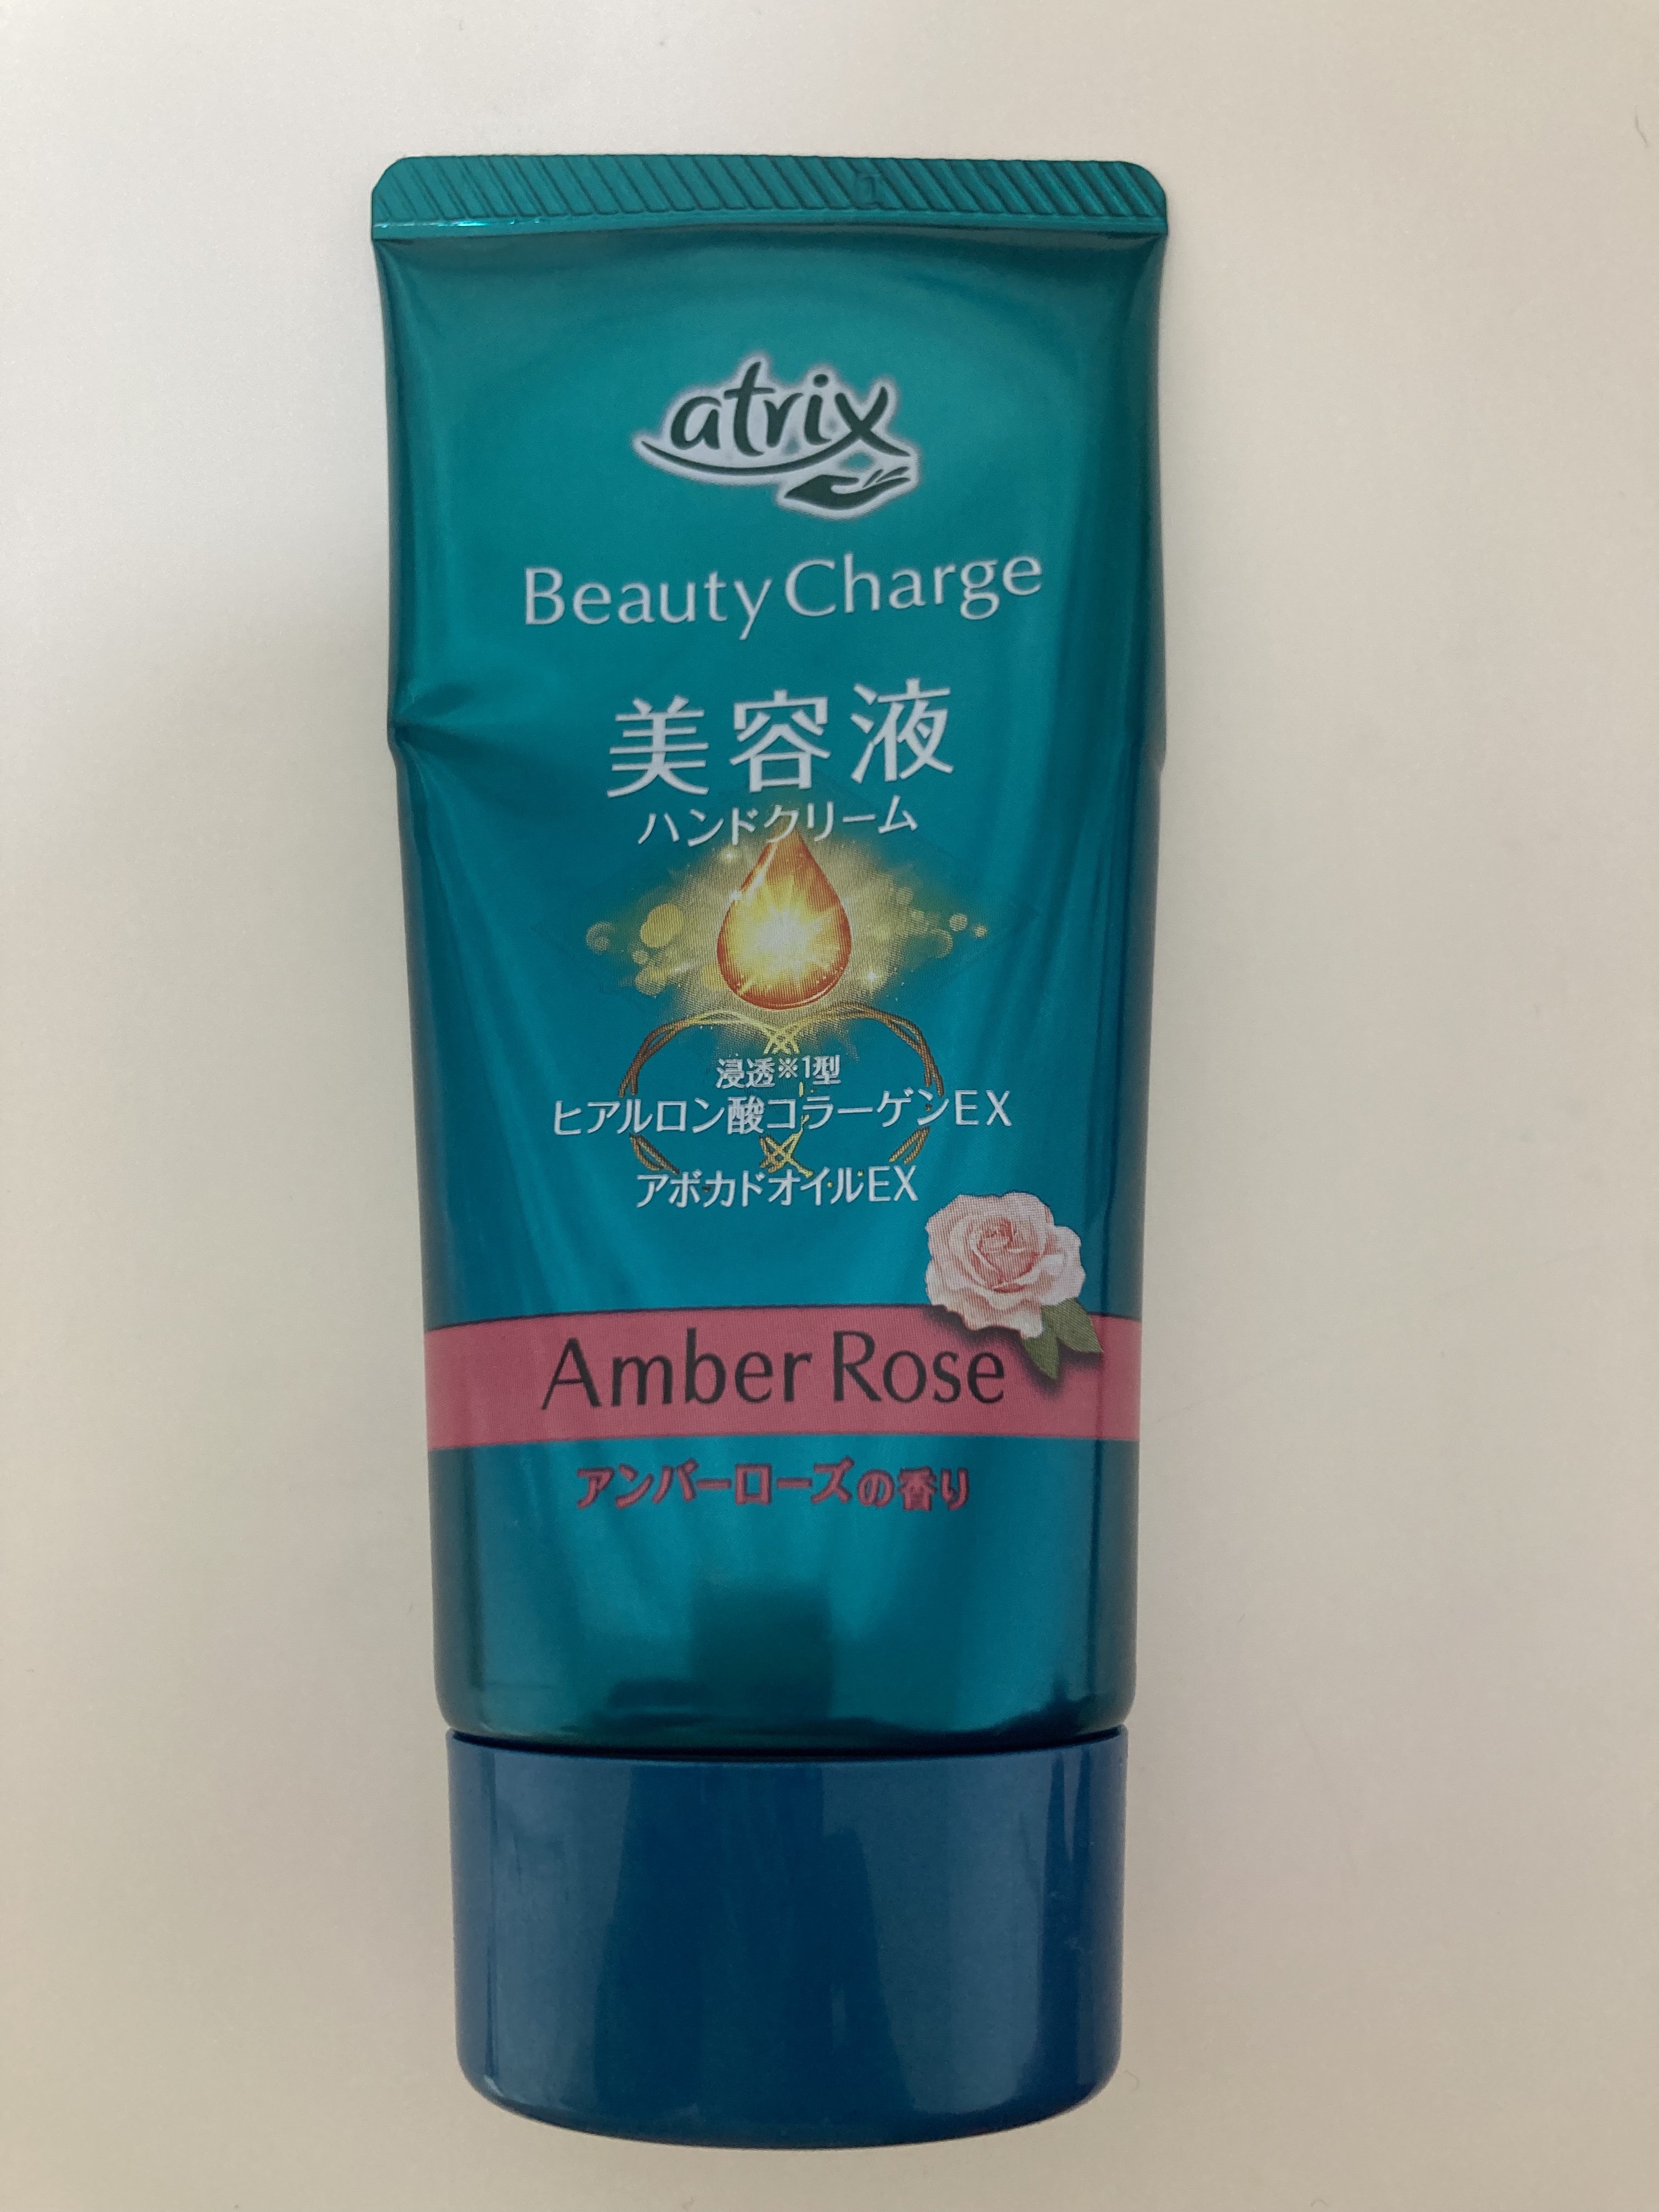 atrix
Beauty Charge
美容液
ハンドクリーム
浸透※1型
ヒアルロン酸コラーゲンEX
アボカドオイルEX
Amber Rose
アンバーローズの香り